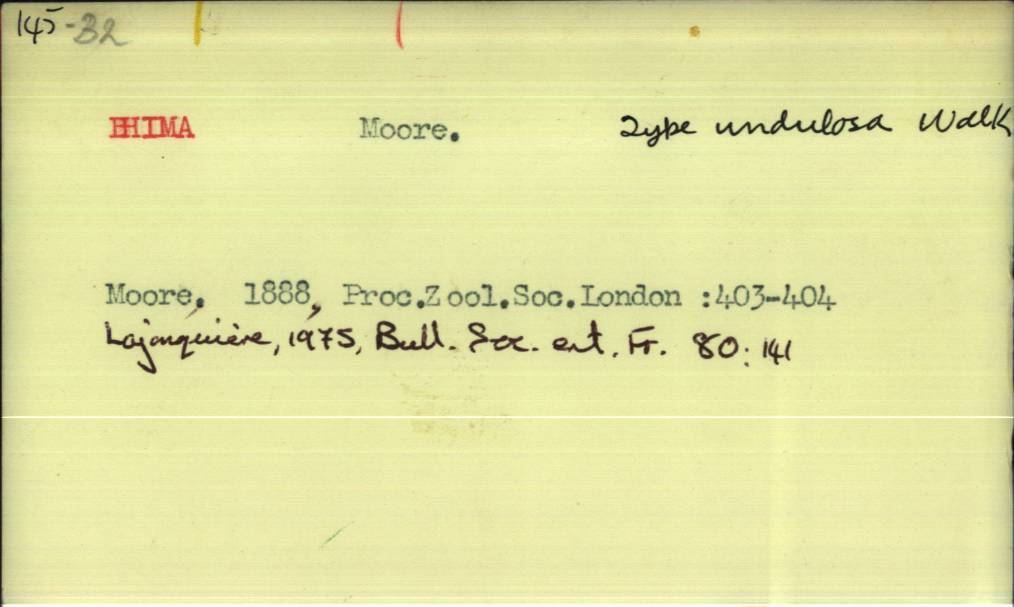 145-32
BHIMA Moore. Type undulosa Walk
Moore, 1888, Proc.Zool.Soc.London :403-404
Lajonquière, 1975, Bull. Soc. ent. Fr. 80: 141